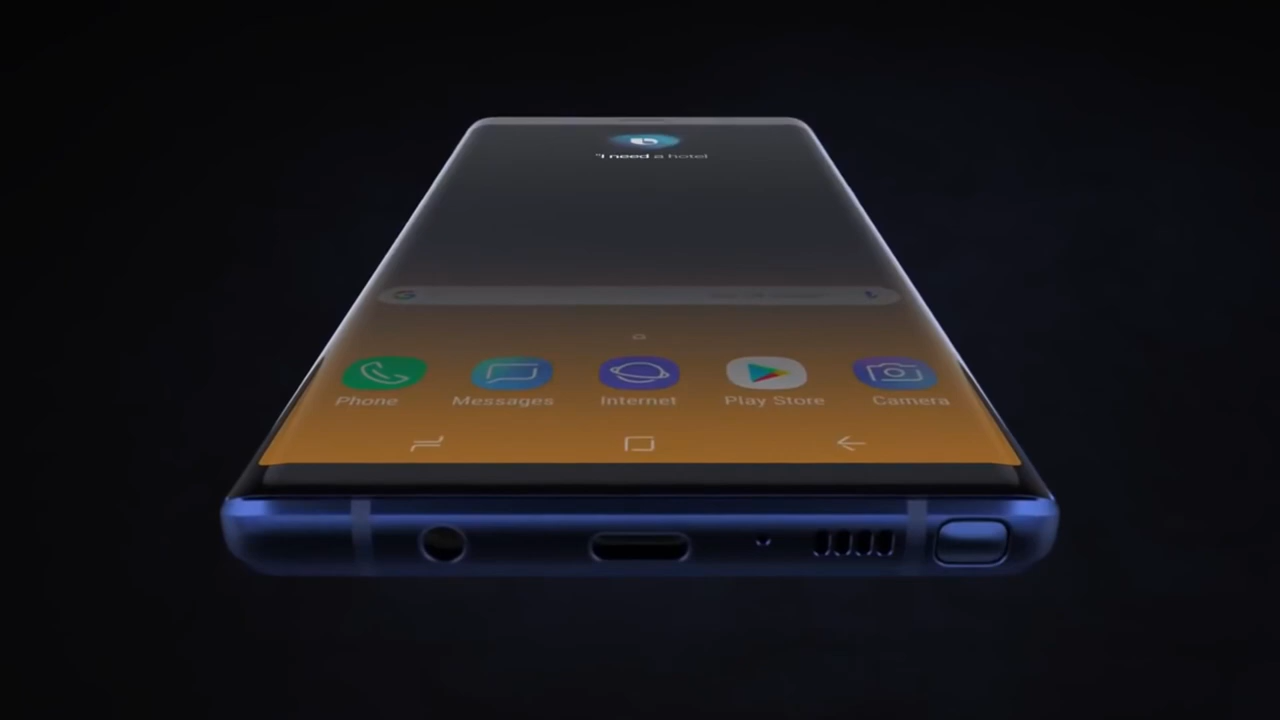 "I need a hotel
Phone Messages Internet Play Store Camera